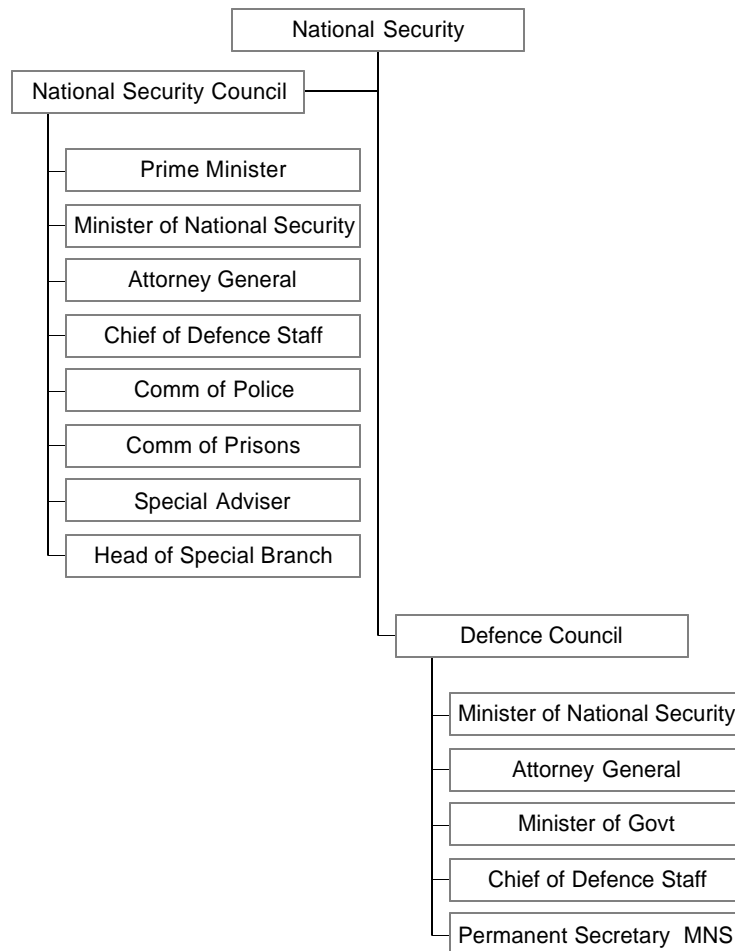 National Security
National Security Council
Prime Minister
Minister of National Security
Attorney General
Chief of Defence Staff
Comm of Police
Comm of Prisons
Special Adviser
Head of Special Branch
Defence Council
Minister of National Security
Attorney General
Minister of Govt
Chief of Defence Staff
Permanent Secretary MNS